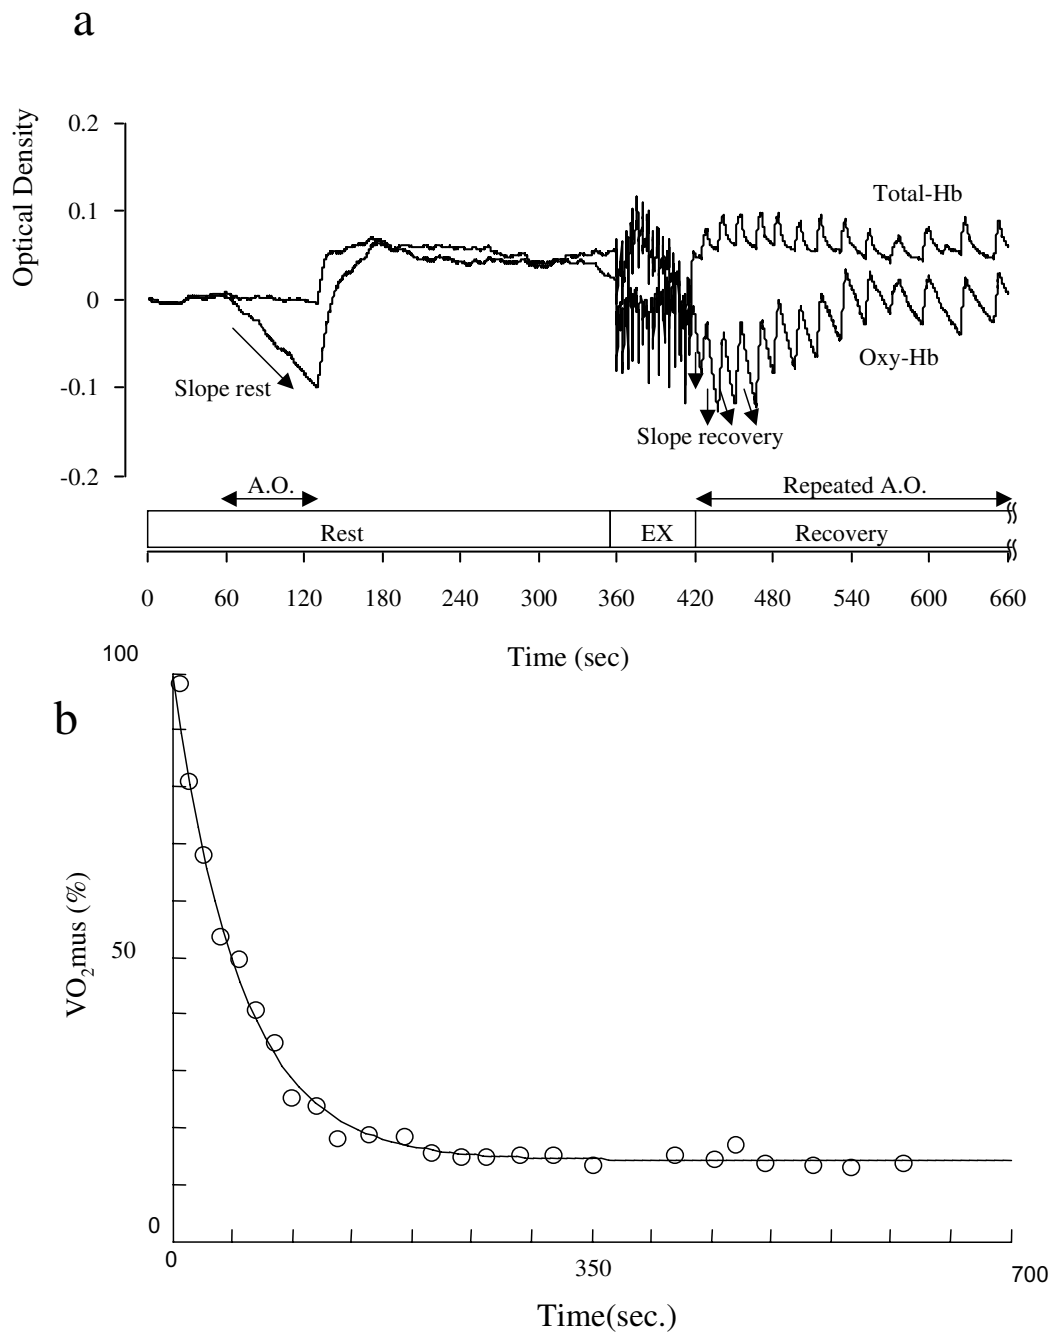 a
Optical Density
0.2
0.1
0
-0.1
-0.2
Total-Hb
Oxy-Hb
Slope rest
Slope recovery
A.O.
Repeated A.O.
Rest
EX
Recovery
0 60 120 180 240 300 360 420 480 540 600 660
Time (sec)
b
VO2mus (%)
100
50
0
0 350 700
Time(sec.)